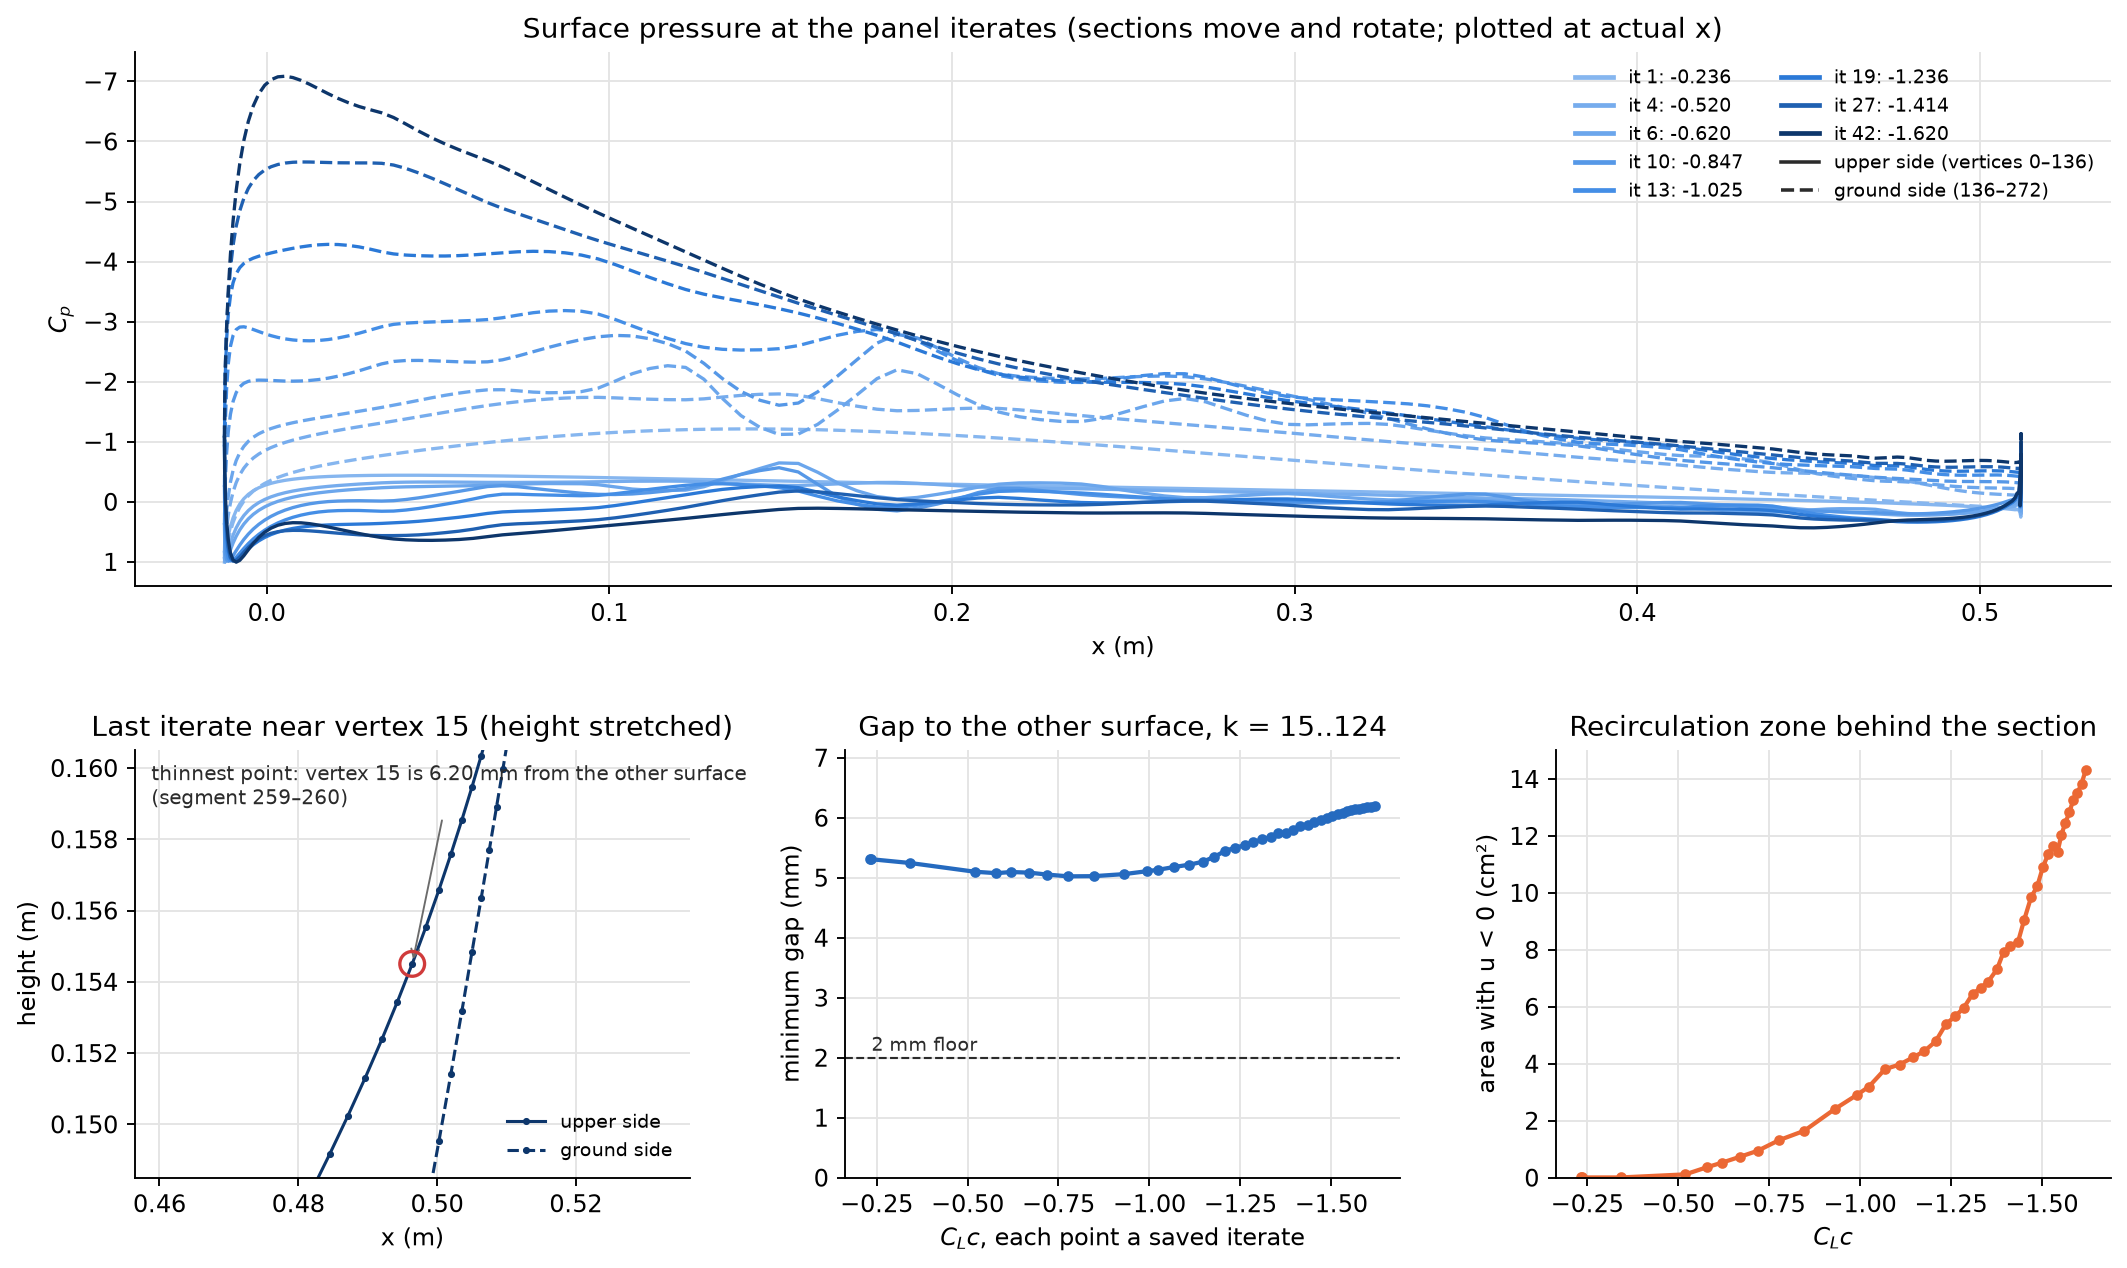 Surface pressure at the panel iterates (sections move and rotate; plotted at actual x)
−7
−6
−5
−4
−3
−2
−1
0
1
Cp
it 1: -0.236
it 4: -0.520
it 6: -0.620
it 10: -0.847
it 13: -1.025
it 19: -1.236
it 27: -1.414
it 42: -1.620
upper side (vertices 0–136)
ground side (136–272)
0.0 0.1 0.2 0.3 0.4 0.5
x (m)
Last iterate near vertex 15 (height stretched)
thinnest point: vertex 15 is 6.20 mm from the other surface
(segment 259–260)
0.160
0.158
0.156
0.154
0.152
0.150
height (m)
upper side
ground side
0.46 0.48 0.50 0.52
x (m)
Gap to the other surface, k = 15..124
7
6
5
4
3
2
1
0
minimum gap (mm)
2 mm floor
−0.25 −0.50 −0.75 −1.00 −1.25 −1.50
CLc, each point a saved iterate
Recirculation zone behind the section
14
12
10
8
6
4
2
0
area with u < 0 (cm²)
−0.25 −0.50 −0.75 −1.00 −1.25 −1.50
CLc